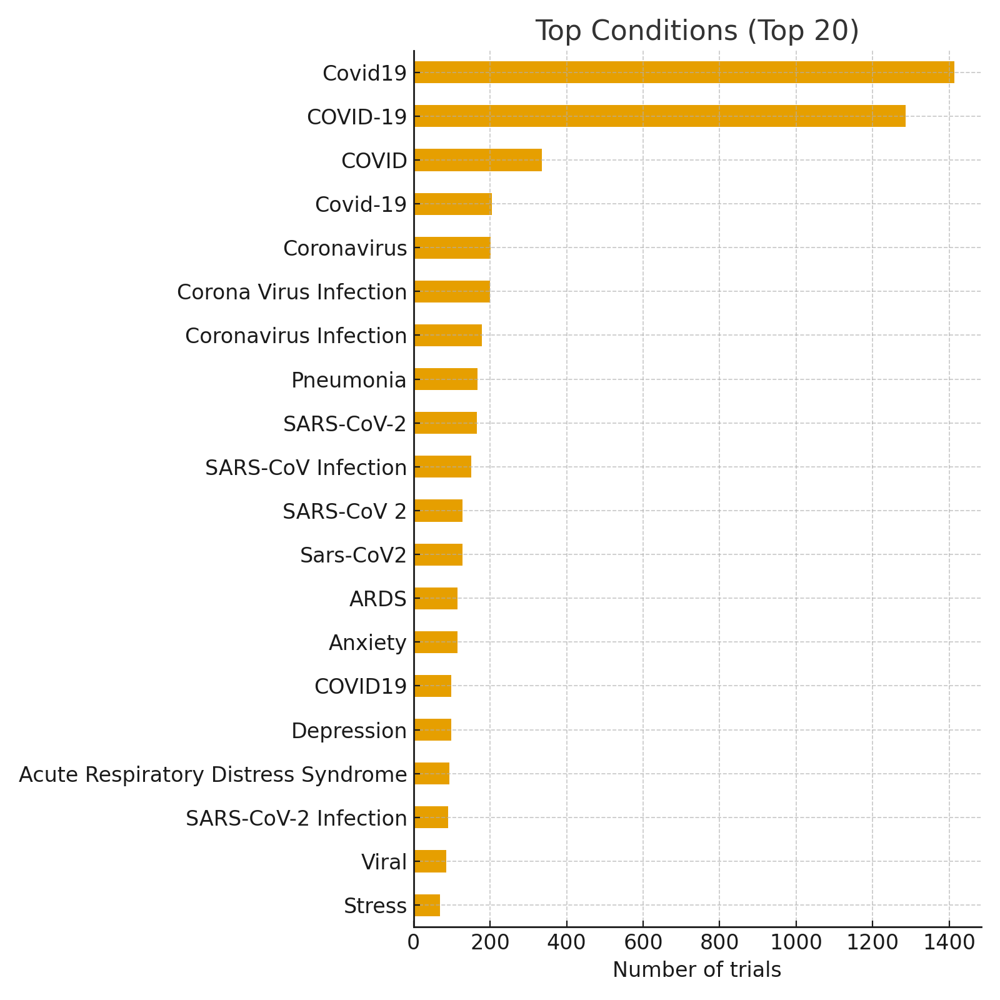 Top Conditions (Top 20)
Covid19
COVID-19
COVID
Covid-19
Coronavirus
Corona Virus Infection
Coronavirus Infection
Pneumonia
SARS-CoV-2
SARS-CoV Infection
SARS-CoV 2
Sars-CoV2
ARDS
Anxiety
COVID19
Depression
Acute Respiratory Distress Syndrome
SARS-CoV-2 Infection
Viral
Stress
0 200 400 600 800 1000 1200 1400
Number of trials